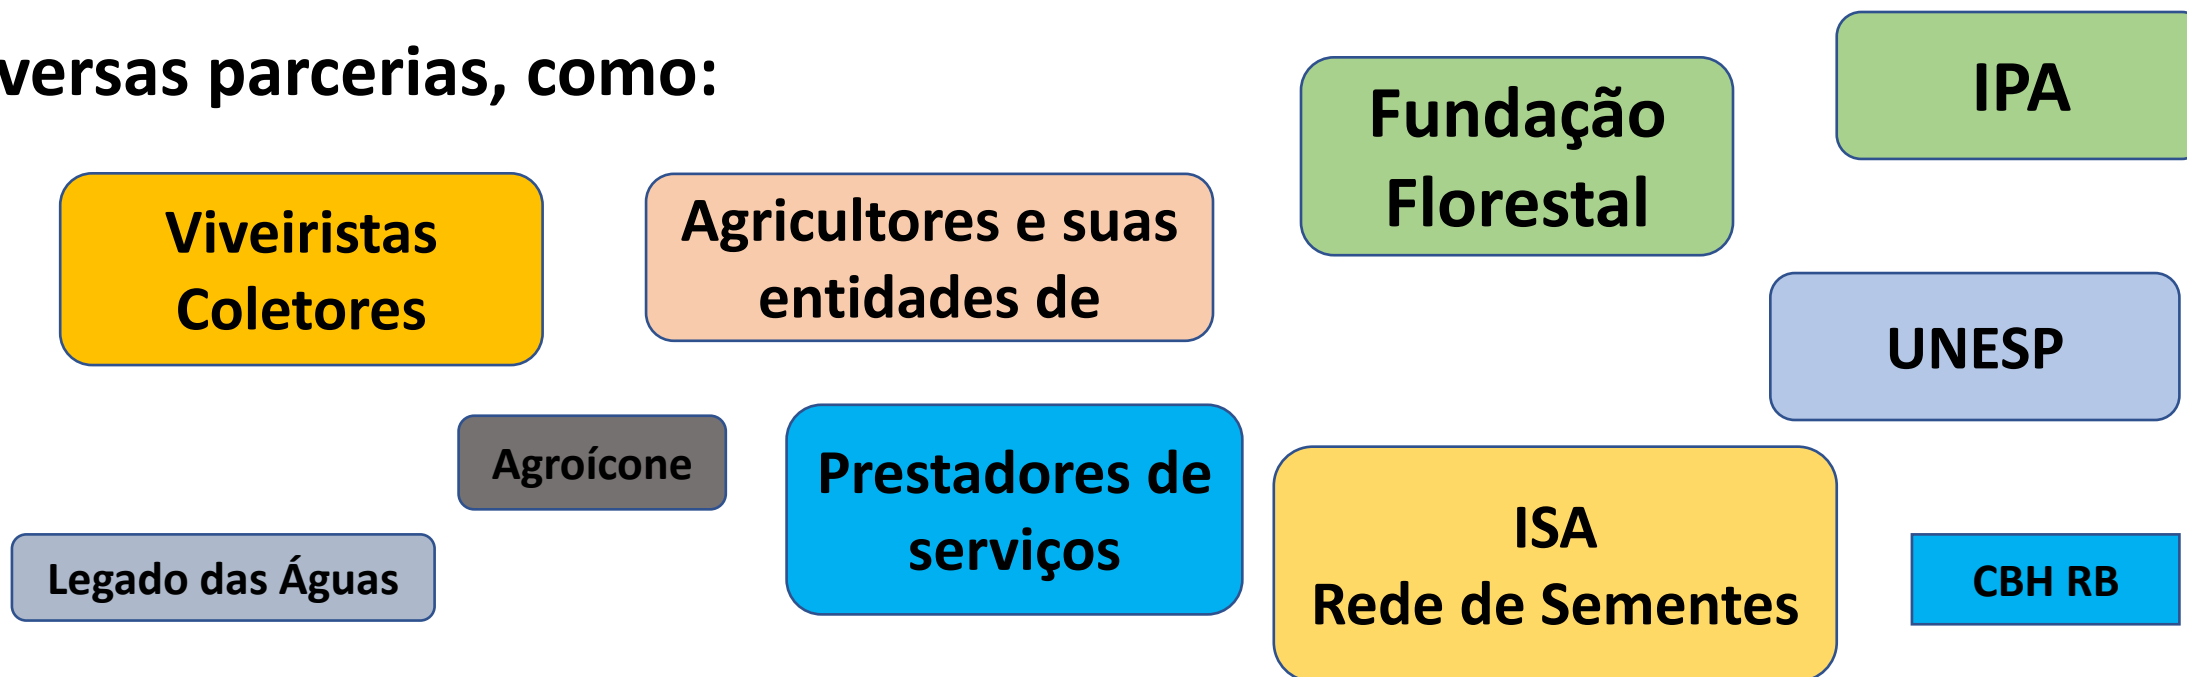 versas parcerias, como:
IPA
Fundação
Florestal
Viveiristas
Coletores
Agricultores e suas
entidades de
UNESP
Agroícone
Prestadores de
serviços
ISA
Rede de Sementes
Legado das Águas
CBH RB